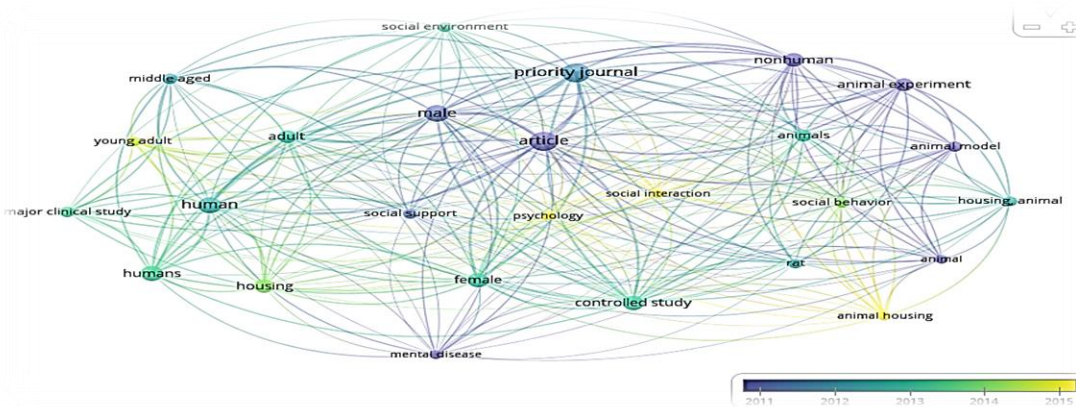 social environment
nonhuman
priority journal
middle aged
animal experiment
male
young adult
adult
article
animals
animal model
social interaction
human
major clinical study
social support
psychology
social behavior
housing, animal
animal
rat
humans
female
housing
controlled study
animal housing
mental disease
2011 2012 2013 2014 2015